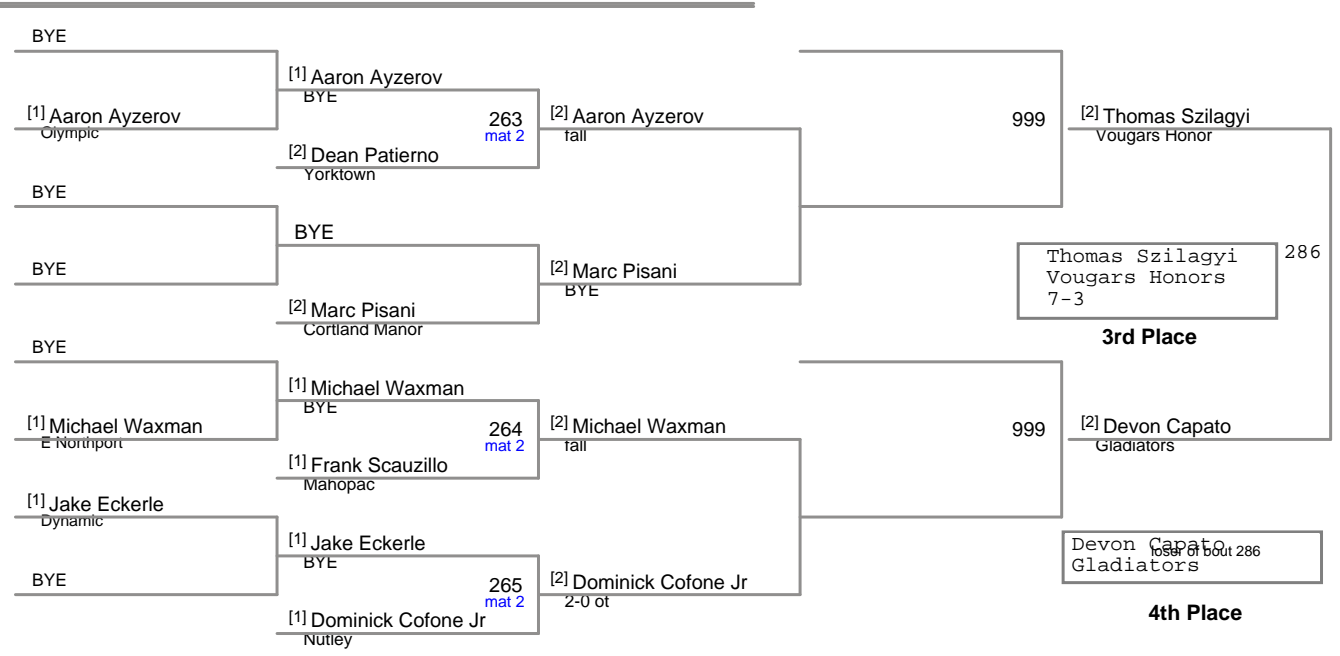 BYE
[1] Aaron Ayzerov
BYE
[1] Aaron Ayzerov
Olympic
263
mat 2
[2] Aaron Ayzerov
fall
999
[2] Thomas Szilagyi
Vougars Honor
[2] Dean Patierno
Yorktown
BYE
BYE
BYE
[2] Marc Pisani
BYE
Thomas Szilagyi
Vougars Honors
7-3
286
3rd Place
[2] Marc Pisani
Cortland Manor
BYE
[1] Michael Waxman
BYE
[1] Michael Waxman
E Northport
264
mat 2
[2] Michael Waxman
fall
999
[2] Devon Capato
Gladiators
[1] Frank Scauzillo
Mahopac
[1] Jake Eckerle
Dynamic
[1] Jake Eckerle
BYE
Devon Capato
loser of bout 286
Gladiators
BYE
265
mat 2
[2] Dominick Cofone Jr
2-0 ot
4th Place
[1] Dominick Cofone Jr
Nutley